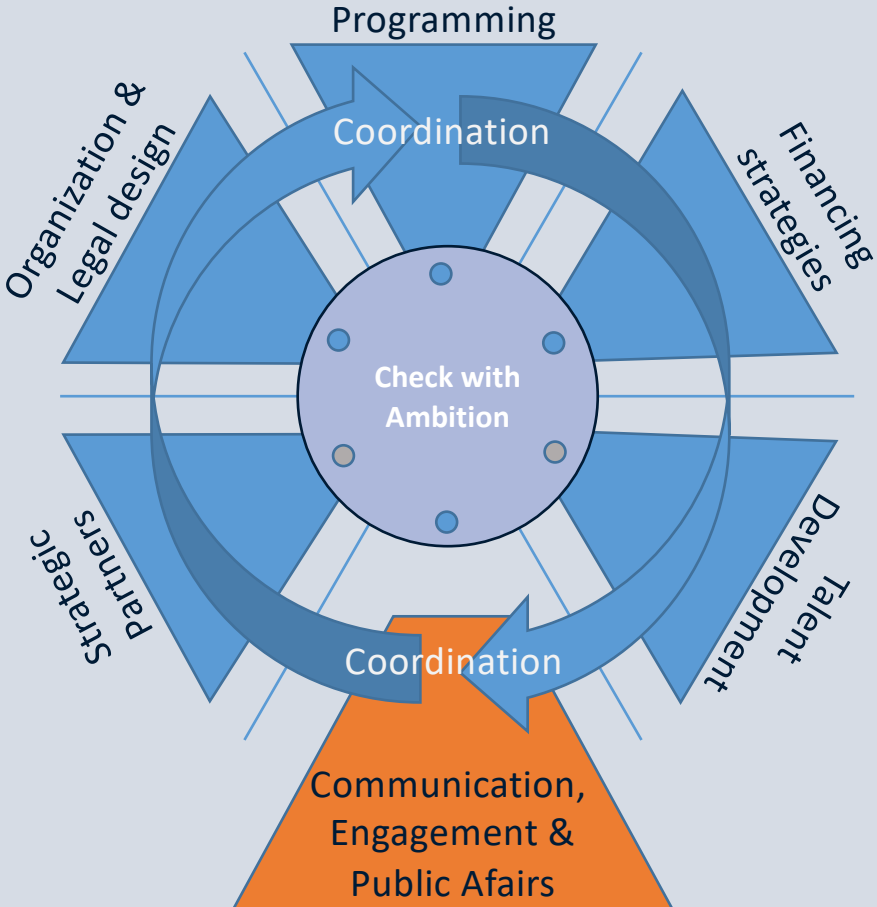 Programming
Organization &
Legal design
Coordination
Financing
strategies
Check with
Ambition
Strategic
Partners
Talent
Development
Coordination
Communication,
Engagement &
Public Afairs